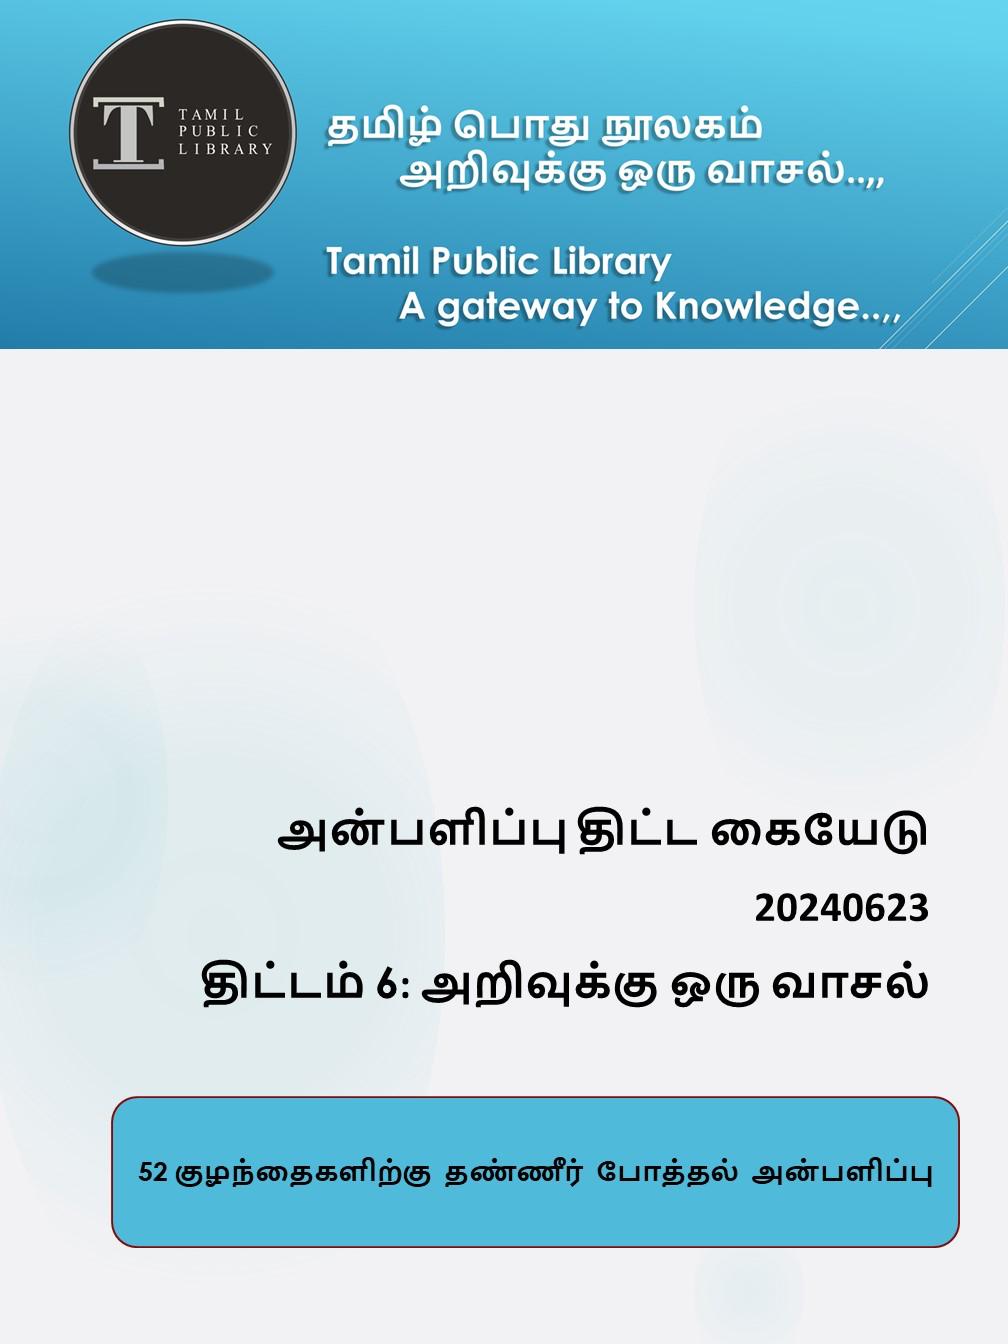 TAMIL
PUBLIC
LIBRARY
தமிழ் பொது நூலகம்
அறிவுக்கு ஒரு வாசல்..,,
Tamil Public Library
A gateway to Knowledge..,,
அன்பளிப்பு திட்ட கையேடு
20240623
திட்டம் 6: அறிவுக்கு ஒரு வாசல்
52 குழந்தைகளிற்கு தண்ணீர் போத்தல் அன்பளிப்பு